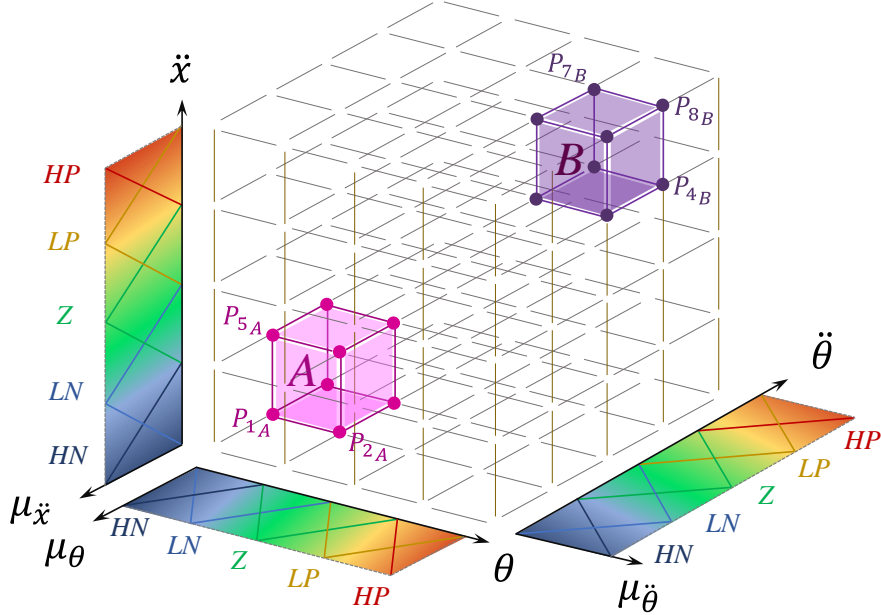 ẍ
P7B
P8B
P4B
B
HP
LP
Z
LN
HN
P5A
A
P1A
P2A
θ̈
μẍ
μθ
HN
LN
Z
LP
HP
θ
HP
LP
Z
LN
HN
μθ̈